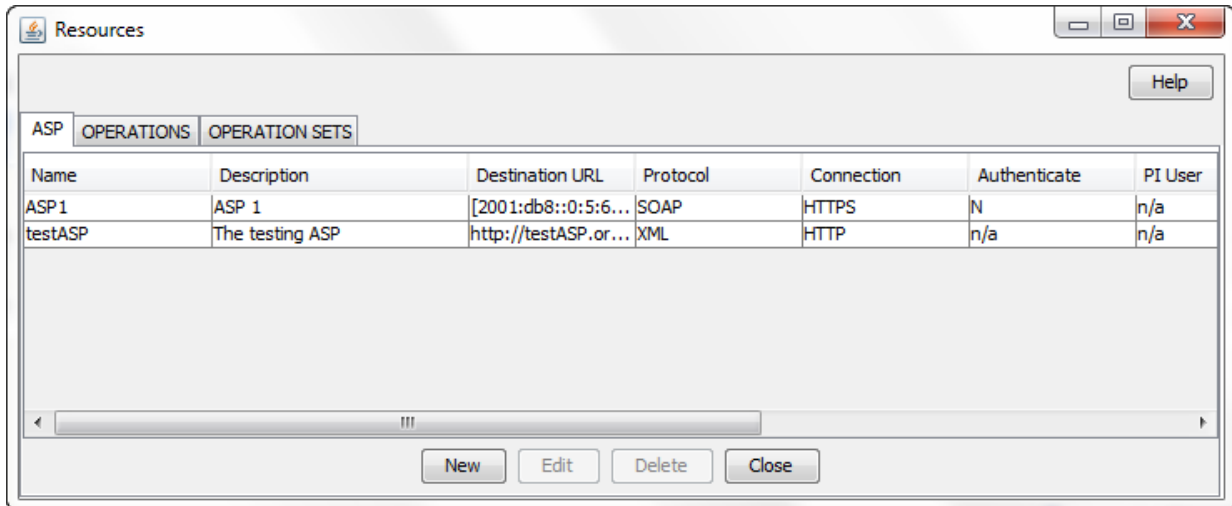 Resources
Help
ASP OPERATIONS OPERATION SETS
Name Description Destination URL Protocol Connection Authenticate PI User
ASP1 ASP 1 [2001:db8::0:5:6... SOAP HTTPS N n/a
testASP The testing ASP http://testASP.or... XML HTTP n/a n/a
New Edit Delete Close